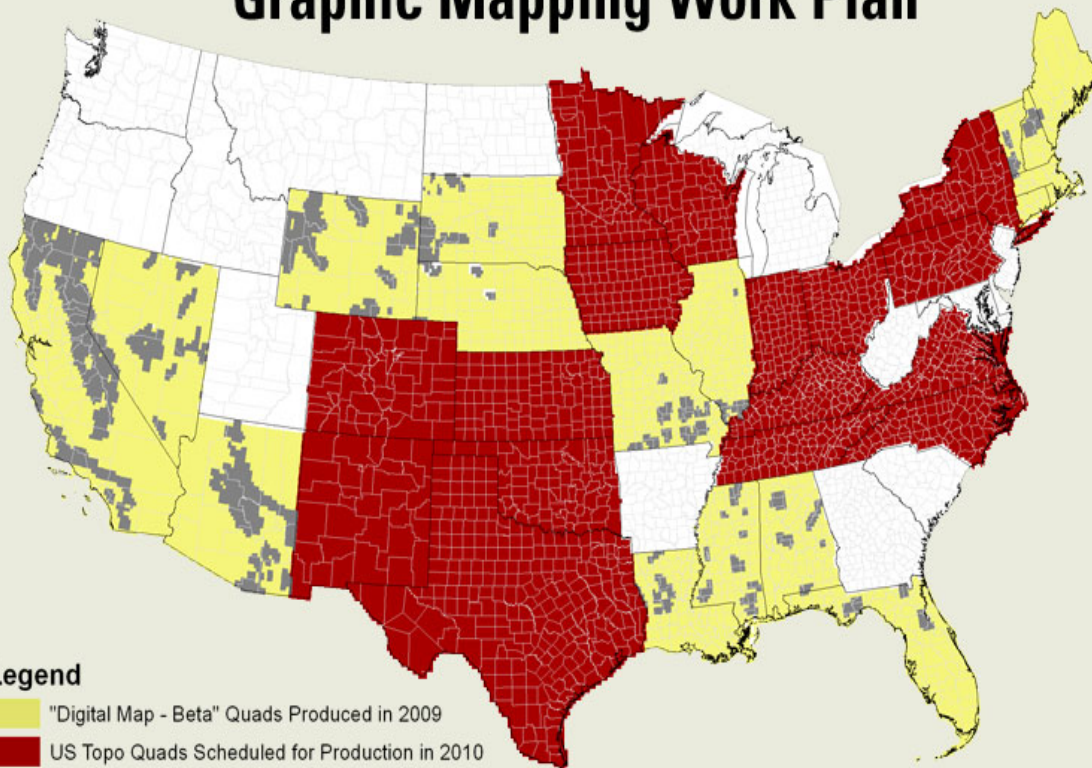 Graphic Mapping Work Plan
Legend
"Digital Map - Beta" Quads Produced in 2009
US Topo Quads Scheduled for Production in 2010